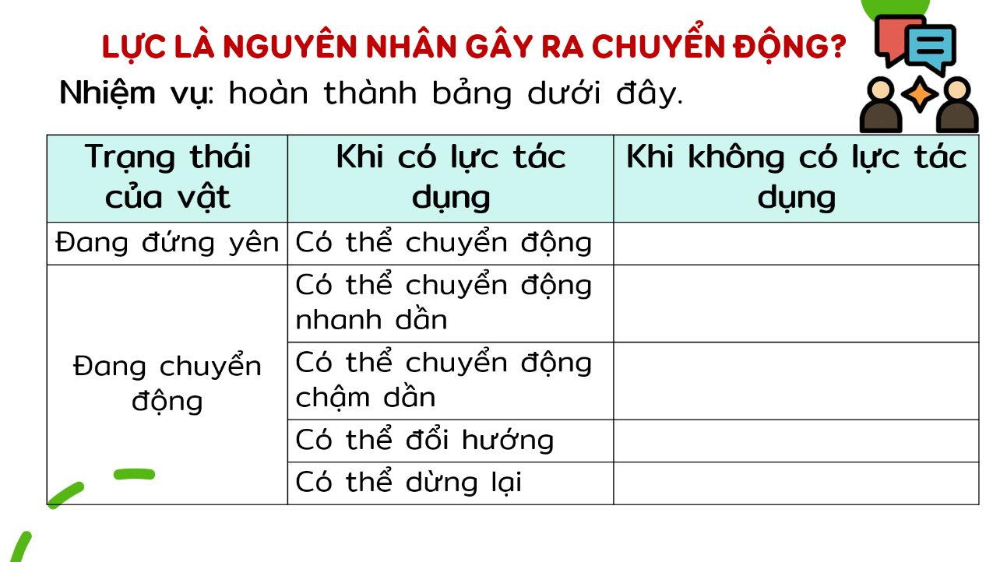 LỰC LÀ NGUYÊN NHÂN GÂY RA CHUYỂN ĐỘNG?
Nhiệm vụ: hoàn thành bảng dưới đây.
Trạng thái
của vật
Khi có lực tác
dụng
Khi không có lực tác
dụng
Đang đứng yên
Có thể chuyển động
Đang chuyển
động
Có thể chuyển động
nhanh dần
Có thể chuyển động
chậm dần
Có thể đổi hướng
Có thể dừng lại